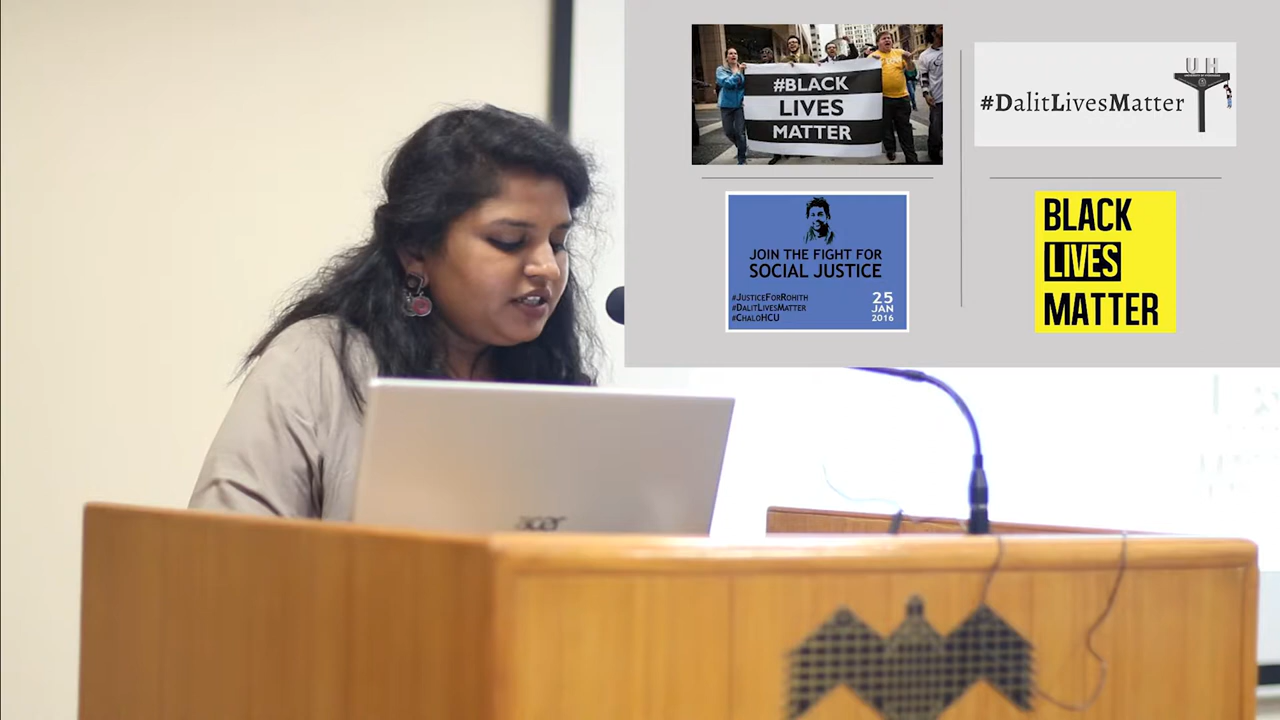 #BLACK
LIVES
MATTER
#DalitLivesMatter
U H
JOIN THE FIGHT FOR
SOCIAL JUSTICE
#JUSTICEFORROHITH
#DALITLIVESMATTER
#CHALOHCU
25
JAN
2016
BLACK
LIVES
MATTER
acer